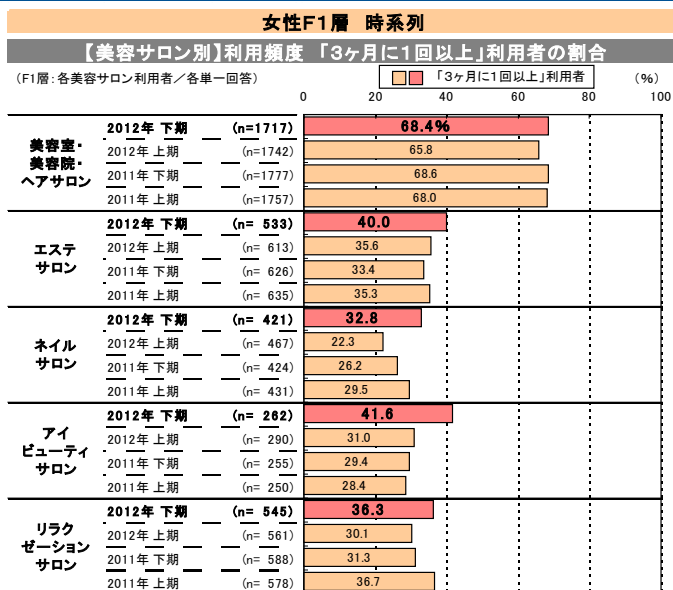 女性F1層 時系列
【美容サロン別】利用頻度 「3ヶ月に1回以上」利用者の割合
(F1層:各美容サロン利用者/各単一回答)
「3ヶ月に1回以上」利用者
(%)
0 20 40 60 80 100
美容室・
美容院・
ヘアサロン
2012年 下期 (n=1717) 68.4%
2012年 上期 (n=1742) 65.8
2011年 下期 (n=1777) 68.6
2011年 上期 (n=1757) 68.0
エステ
サロン
2012年 下期 (n= 533) 40.0
2012年 上期 (n= 613) 35.6
2011年 下期 (n= 626) 33.4
2011年 上期 (n= 635) 35.3
ネイル
サロン
2012年 下期 (n= 421) 32.8
2012年 上期 (n= 467) 22.3
2011年 下期 (n= 424) 26.2
2011年 上期 (n= 431) 29.5
アイ
ビューティ
サロン
2012年 下期 (n= 262) 41.6
2012年 上期 (n= 290) 31.0
2011年 下期 (n= 255) 29.4
2011年 上期 (n= 250) 28.4
リラク
ゼーション
サロン
2012年 下期 (n= 545) 36.3
2012年 上期 (n= 561) 30.1
2011年 下期 (n= 588) 31.3
2011年 上期 (n= 578) 36.7